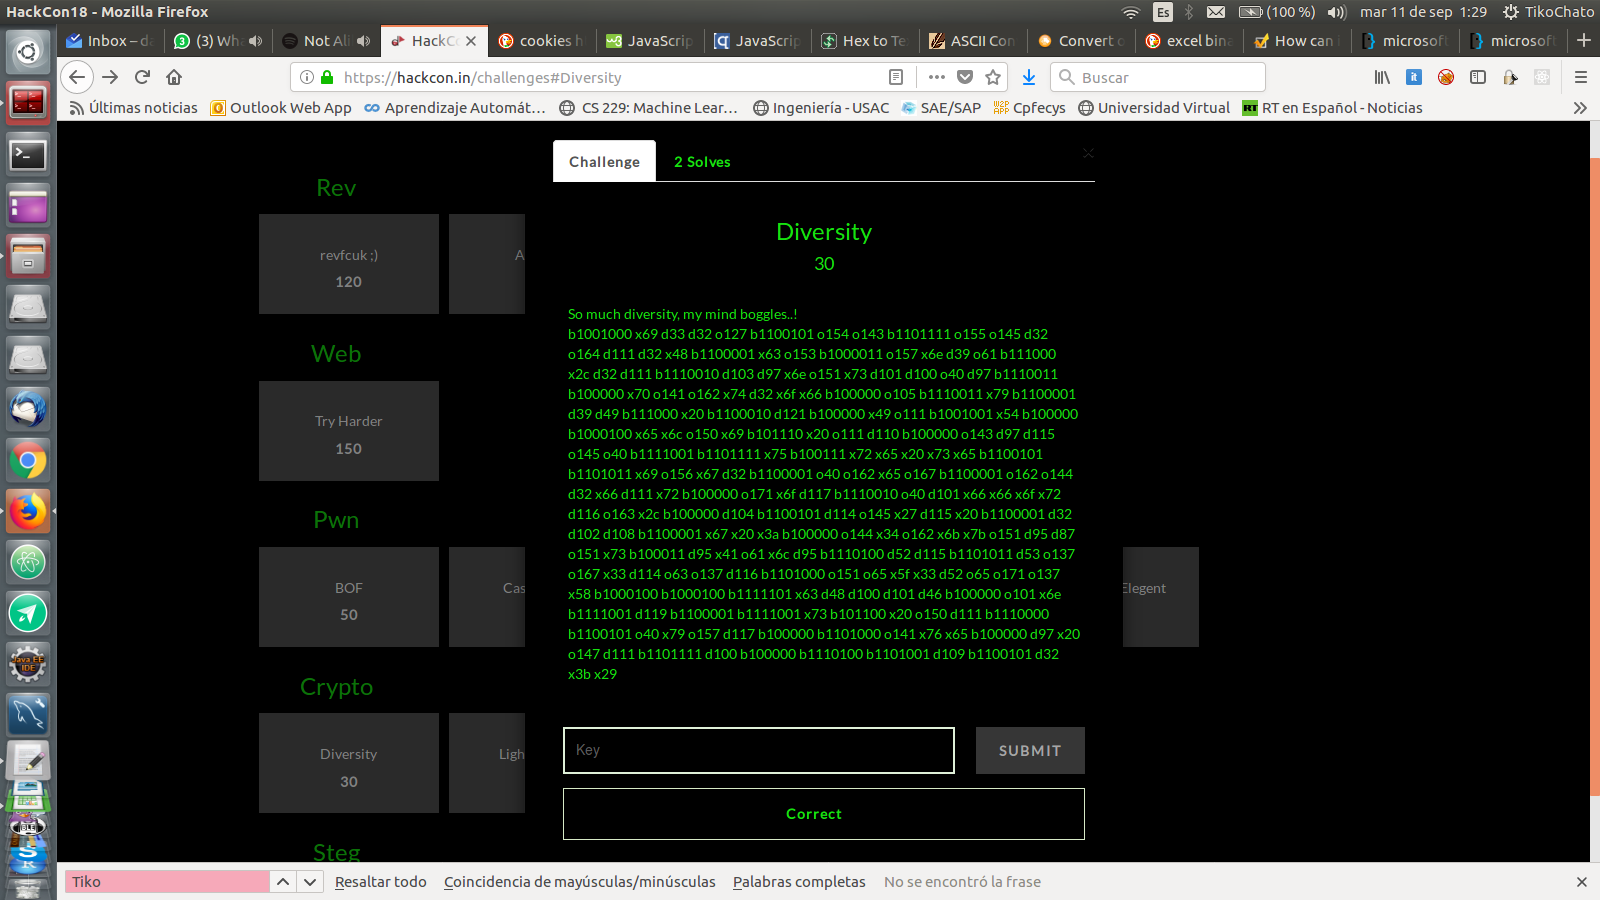 HackCon18 - Mozilla Firefox
Es
(100 %)
mar 11 de sep 1:29
TikoChato
Inbox – d
(3) Wh
Not Al
HackC
cookies h
JavaScrip
JavaScrip
Hex to Te
ASCII Con
Convert o
excel bin
How can
microsof
microsof
https://hackcon.in/challenges#Diversity
Buscar
Últimas noticias
Outlook Web App
Aprendizaje Automát…
CS 229: Machine Lear…
Ingeniería - USAC
SAE/SAP
Cpfecys
Universidad Virtual
RT en Español - Noticias
Challenge
2 Solves
Rev
revfcuk ;)
120
A
Web
Try Harder
150
Pwn
BOF
50
Cas
Elegent
Crypto
Diversity
30
Ligh
Steg
Diversity
30
So much diversity, my mind boggles..!
b1001000 x69 d33 d32 o127 b1100101 o154 o143 b1101111 o155 o145 d32
o164 d111 d32 x48 b1100001 x63 o153 b1000011 o157 x6e d39 o61 b111000
x2c d32 d111 b1110010 d103 d97 x6e o151 x73 d101 d100 o40 d97 b1110011
b100000 x70 o141 o162 x74 d32 x6f x66 b100000 o105 b1110011 x79 b1100001
d39 d49 b111000 x20 b1100010 d121 b100000 x49 o111 b1001001 x54 b100000
b1000100 x65 x6c o150 x69 b101110 x20 o111 d110 b100000 o143 d97 d115
o145 o40 b1111001 b1101111 x75 b100111 x72 x65 x20 x73 x65 b1100101
b1101011 x69 o156 x67 d32 b1100001 o40 o162 x65 o167 b1100001 o162 o144
d32 x66 d111 x72 b100000 o171 x6f d117 b1110010 o40 d101 x66 x66 x6f x72
d116 o163 x2c b100000 d104 b1100101 d114 o145 x27 d115 x20 b1100001 d32
d102 d108 b1100001 x67 x20 x3a b100000 o144 x34 o162 x6b x7b o151 d95 d87
o151 x73 b100011 d95 x41 o61 x6c d95 b1110100 d52 d115 b1101011 d53 o137
o167 x33 d114 o63 o137 d116 b1101000 o151 o65 x5f x33 d52 o65 o171 o137
x58 b1000100 b1000100 b1111101 x63 d48 d100 d101 d46 b100000 o101 x6e
b1111001 d119 b1100001 b1111001 x73 b101100 x20 o150 d111 b1110000
b1100101 o40 x79 o157 d117 b100000 b1101000 o141 x76 x65 b100000 d97 x20
o147 d111 b1101111 d100 b100000 b1110100 b1101001 d109 b1100101 d32
x3b x29
Key
SUBMIT
Correct
Tiko
Resaltar todo
Coincidencia de mayúsculas/minúsculas
Palabras completas
No se encontró la frase